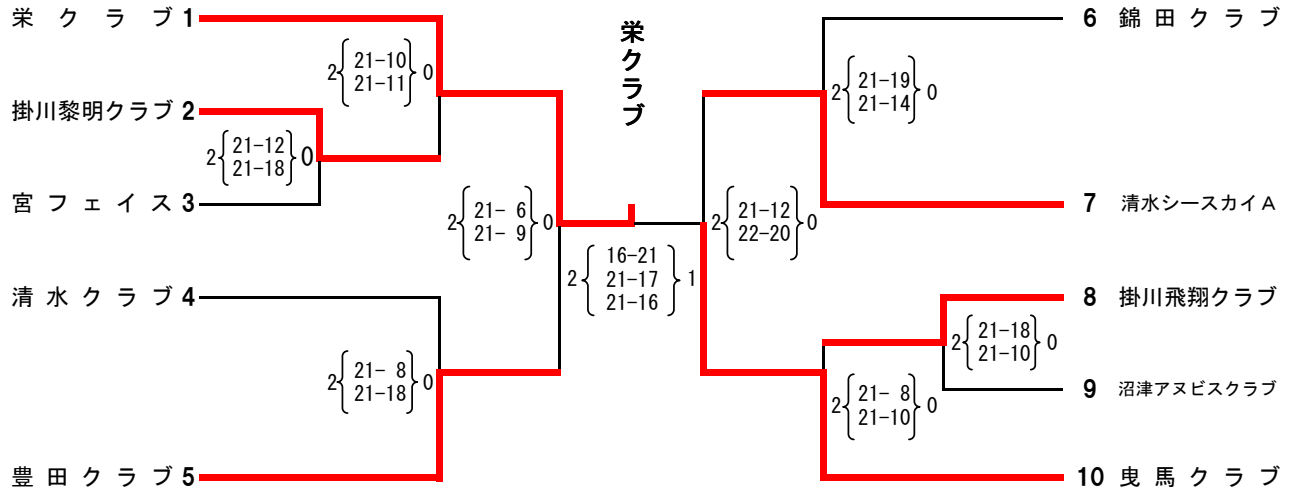 栄クラブ 1
2 { 21-10 } 0
21-11
掛川黎明クラブ 2
2 { 21-12 } 0
21-18
宮フェイス 3
2 { 21- 6 } 0
21- 9
清水クラブ 4
2 { 21- 8 } 0
21-18
豊田クラブ 5
栄クラブ
2 { 16-21 } 1
21-17
21-16
6 錦田クラブ
2 { 21-19 } 0
21-14
7 清水シースカイA
2 { 21-12 } 0
22-20
8 掛川飛翔クラブ
2 { 21-18 } 0
21-10
9 沼津アヌビスクラブ
2 { 21- 8 } 0
21-10
10 曳馬クラブ